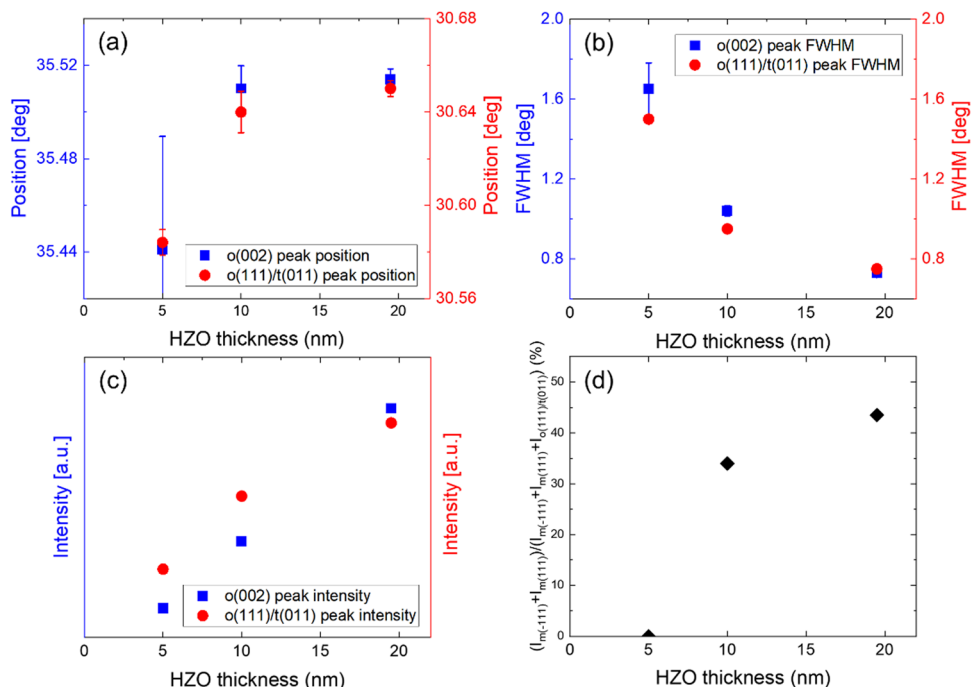 (a)
35.52
35.48
35.44
Position [deg]
30.68
30.64
30.60
30.56
Position [deg]
o(002) peak position
o(111)/t(011) peak position
0 5 10 15 20
HZO thickness (nm)
(b)
2.0
1.6
1.2
0.8
FWHM [deg]
2.0
1.6
1.2
0.8
FWHM [deg]
o(002) peak FWHM
o(111)/t(011) peak FWHM
0 5 10 15 20
HZO thickness (nm)
(c)
Intensity [a.u.]
Intensity [a.u.]
o(002) peak intensity
o(111)/t(011) peak intensity
0 5 10 15 20
HZO thickness (nm)
(d)
50
40
30
20
10
0
(Im(-111)+Im(111))/(Im(-111)+Im(111)+Io(111)/t(011)) (%)
0 5 10 15 20
HZO thickness (nm)